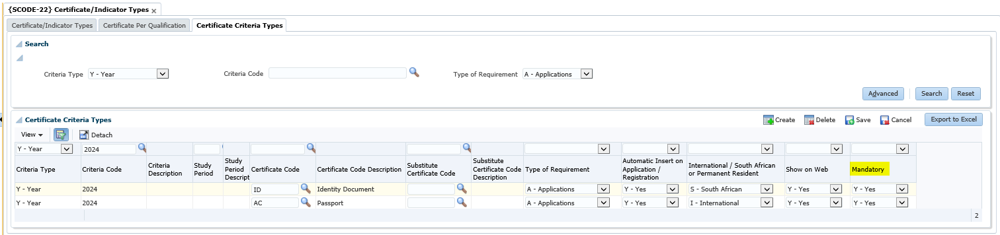 {SCODE-22} Certificate/Indicator Types
Certificate/Indicator Types Certificate Per Qualification Certificate Criteria Types
Search
Criteria Type Y - Year Criteria Code Type of Requirement A - Applications
Advanced Search Reset
Certificate Criteria Types Create Delete Save Cancel Export to Excel
View Detach
Y - Year 2024
Criteria Type Criteria Code Criteria Description Study Period Study Period Descript Certificate Code Certificate Code Description Substitute Certificate Code Substitute Certificate Code Description Type of Requirement Automatic Insert on Application / Registration International / South African or Permanent Resident Show on Web Mandatory
Y - Year 2024 ID Identity Document A - Applications Y - Yes S - South African Y - Yes Y - Yes
Y - Year 2024 AC Passport A - Applications Y - Yes I - International Y - Yes Y - Yes
2